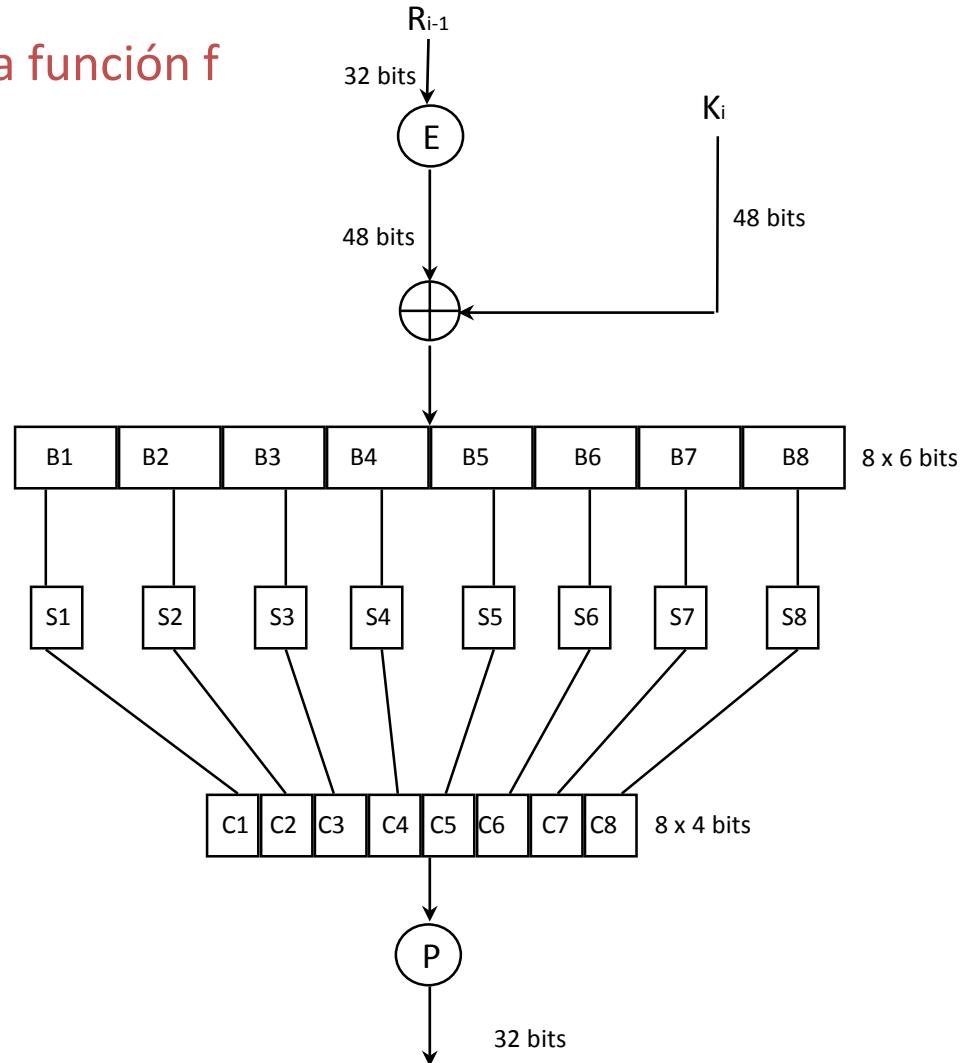 Ri-1
a función f
32 bits
Ki
E
48 bits
48 bits
B1 B2 B3 B4 B5 B6 B7 B8 8 x 6 bits
S1 S2 S3 S4 S5 S6 S7 S8
C1 C2 C3 C4 C5 C6 C7 C8 8 x 4 bits
P
32 bits